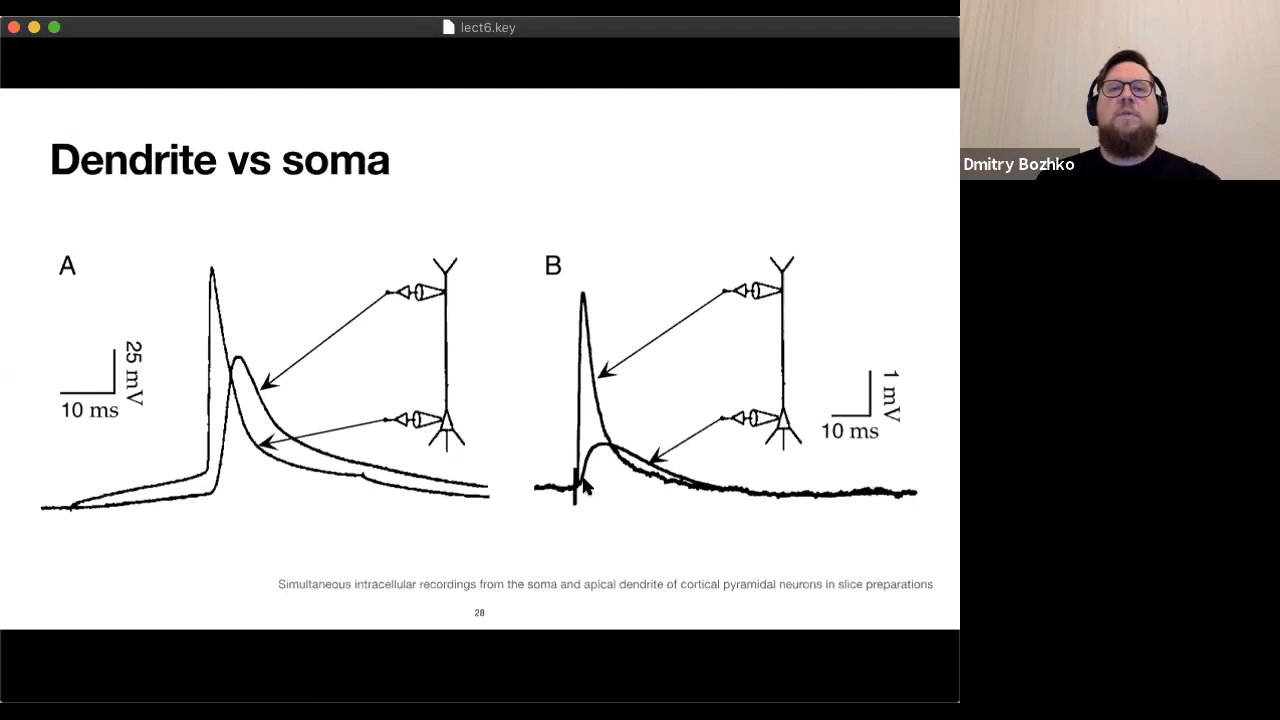 lect6.key
Dmitry Bozhko
Dendrite vs soma
A
25 mV
10 ms
B
1 mV
10 ms
Simultaneous intracellular recordings from the soma and apical dendrite of cortical pyramidal neurons in slice preparations
28